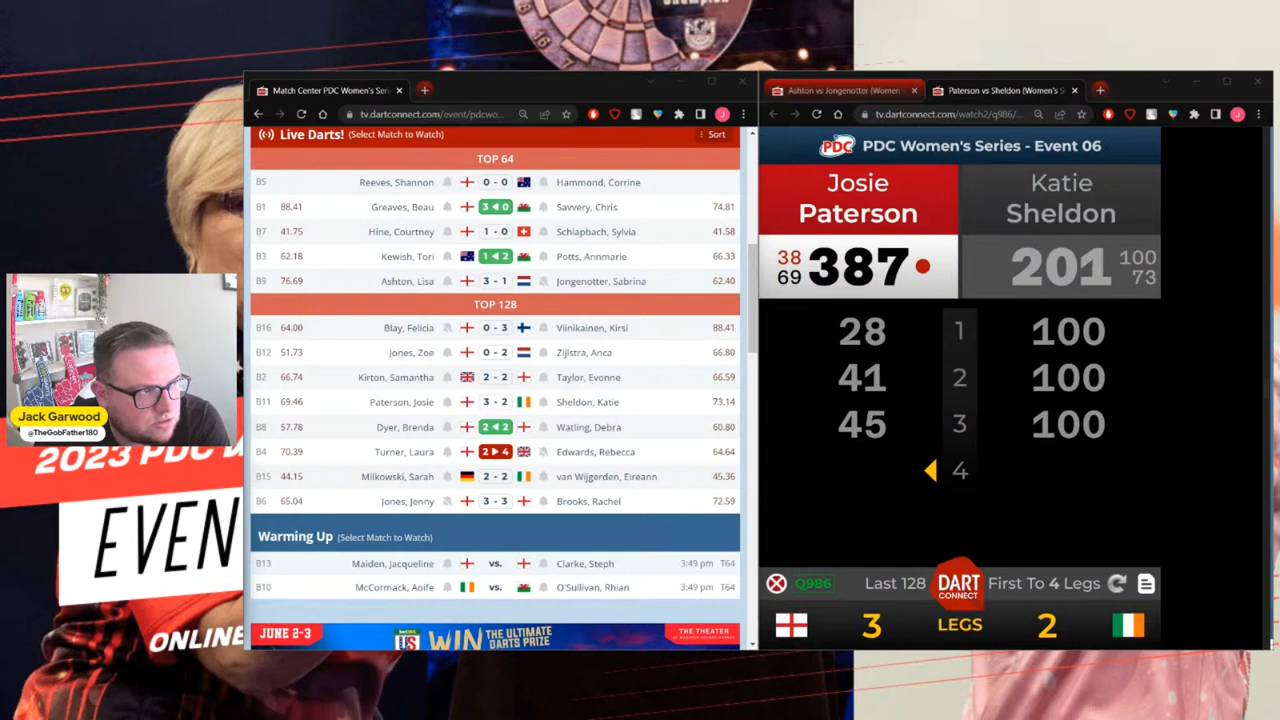 Match Center PDC Women's Seri
tv.dartconnect.com/event/pdcwo...
J
Live Darts! (Select Match to Watch)
Sort
TOP 64
B5 Reeves, Shannon 0 - 0 Hammond, Corrine
B1 88.41 Greaves, Beau 3 0 Savvery, Chris 74.81
B7 41.75 Hine, Courtney 1 - 0 Schlapbach, Sylvia 41.58
B3 62.18 Kewish, Tori 1 2 Potts, Annmarie 66.33
B9 76.69 Ashton, Lisa 3 - 1 Jongenotter, Sabrina 62.40
TOP 128
B16 64.00 Blay, Felicia 0 - 3 Viinikainen, Kirsi 88.41
B12 51.73 Jones, Zoe 0 - 2 Zijlstra, Anca 66.80
B2 66.74 Kirton, Samantha 2 - 2 Taylor, Evonne 66.59
B11 69.46 Paterson, Josie 3 - 2 Sheldon, Katie 73.14
B8 57.78 Dyer, Brenda 2 2 Watling, Debra 60.80
B4 70.39 Turner, Laura 2 4 Edwards, Rebecca 64.64
B15 44.15 Milkowski, Sarah 2 - 2 van Wijgerden, Eireann 45.36
B6 65.04 Jones, Jenny 3 - 3 Brooks, Rachel 72.59
Warming Up (Select Match to Watch)
B13 Maiden, Jacqueline vs. Clarke, Steph 3:49 pm T64
B10 McCormack, Aoife vs. O'Sullivan, Rhian 3:49 pm T64
JUNE 2-3
WIN THE ULTIMATE
DARTS PRIZE
THE THEATER
Ashton vs Jongenotter (Women
Paterson vs Sheldon (Women's S
tv.dartconnect.com/watch2/q986/...
J
PDC PDC Women's Series - Event 06
Josie
Paterson
Katie
Sheldon
38
69
387
201
100
73
28 1 100
41 2 100
45 3 100
4
Q986 Last 128 DART CONNECT First To 4 Legs
3 LEGS 2
Jack Garwood
@TheGobFather180
2023 PDC W
EVEN
ONLINE